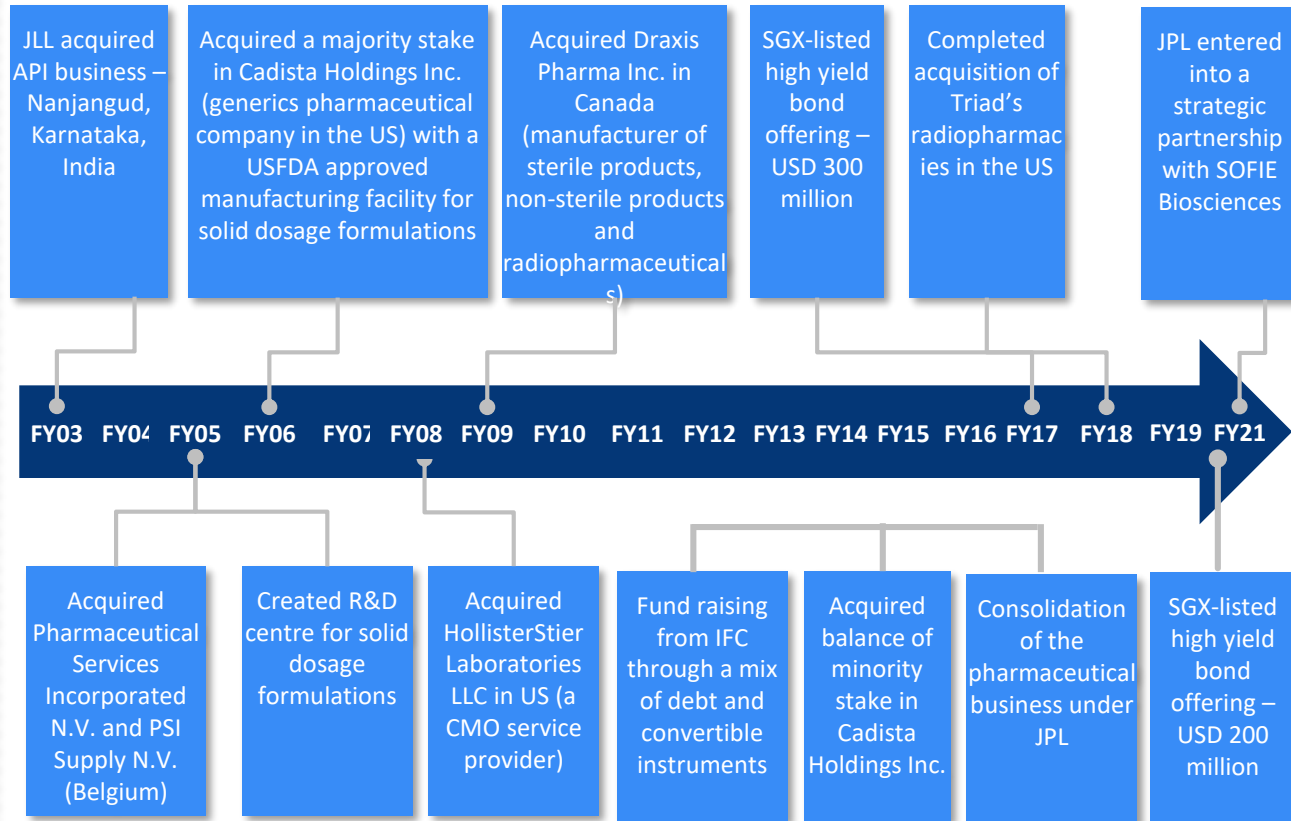 JLL acquired
API business –
Nanjangud,
Karnataka,
India
Acquired a majority stake
in Cadista Holdings Inc.
(generics pharmaceutical
company in the US) with a
USFDA approved
manufacturing facility for
solid dosage formulations
Acquired Draxis
Pharma Inc. in
Canada
(manufacturer of
sterile products,
non-sterile products
and
radiopharmaceutical
s)
SGX-listed
high yield
bond
offering –
USD 300
million
Completed
acquisition of
Triad’s
radiopharmac
ies in the US
JPL entered
into a
strategic
partnership
with SOFIE
Biosciences
FY03 FY04 FY05 FY06 FY07 FY08 FY09 FY10 FY11 FY12 FY13 FY14 FY15 FY16 FY17 FY18 FY19 FY21
Acquired
Pharmaceutical
Services
Incorporated
N.V. and PSI
Supply N.V.
(Belgium)
Created R&D
centre for solid
dosage
formulations
Acquired
HollisterStier
Laboratories
LLC in US (a
CMO service
provider)
Fund raising
from IFC
through a mix
of debt and
convertible
instruments
Acquired
balance of
minority
stake in
Cadista
Holdings Inc.
Consolidation
of the
pharmaceutical
business under
JPL
SGX-listed
high yield
bond
offering –
USD 200
million